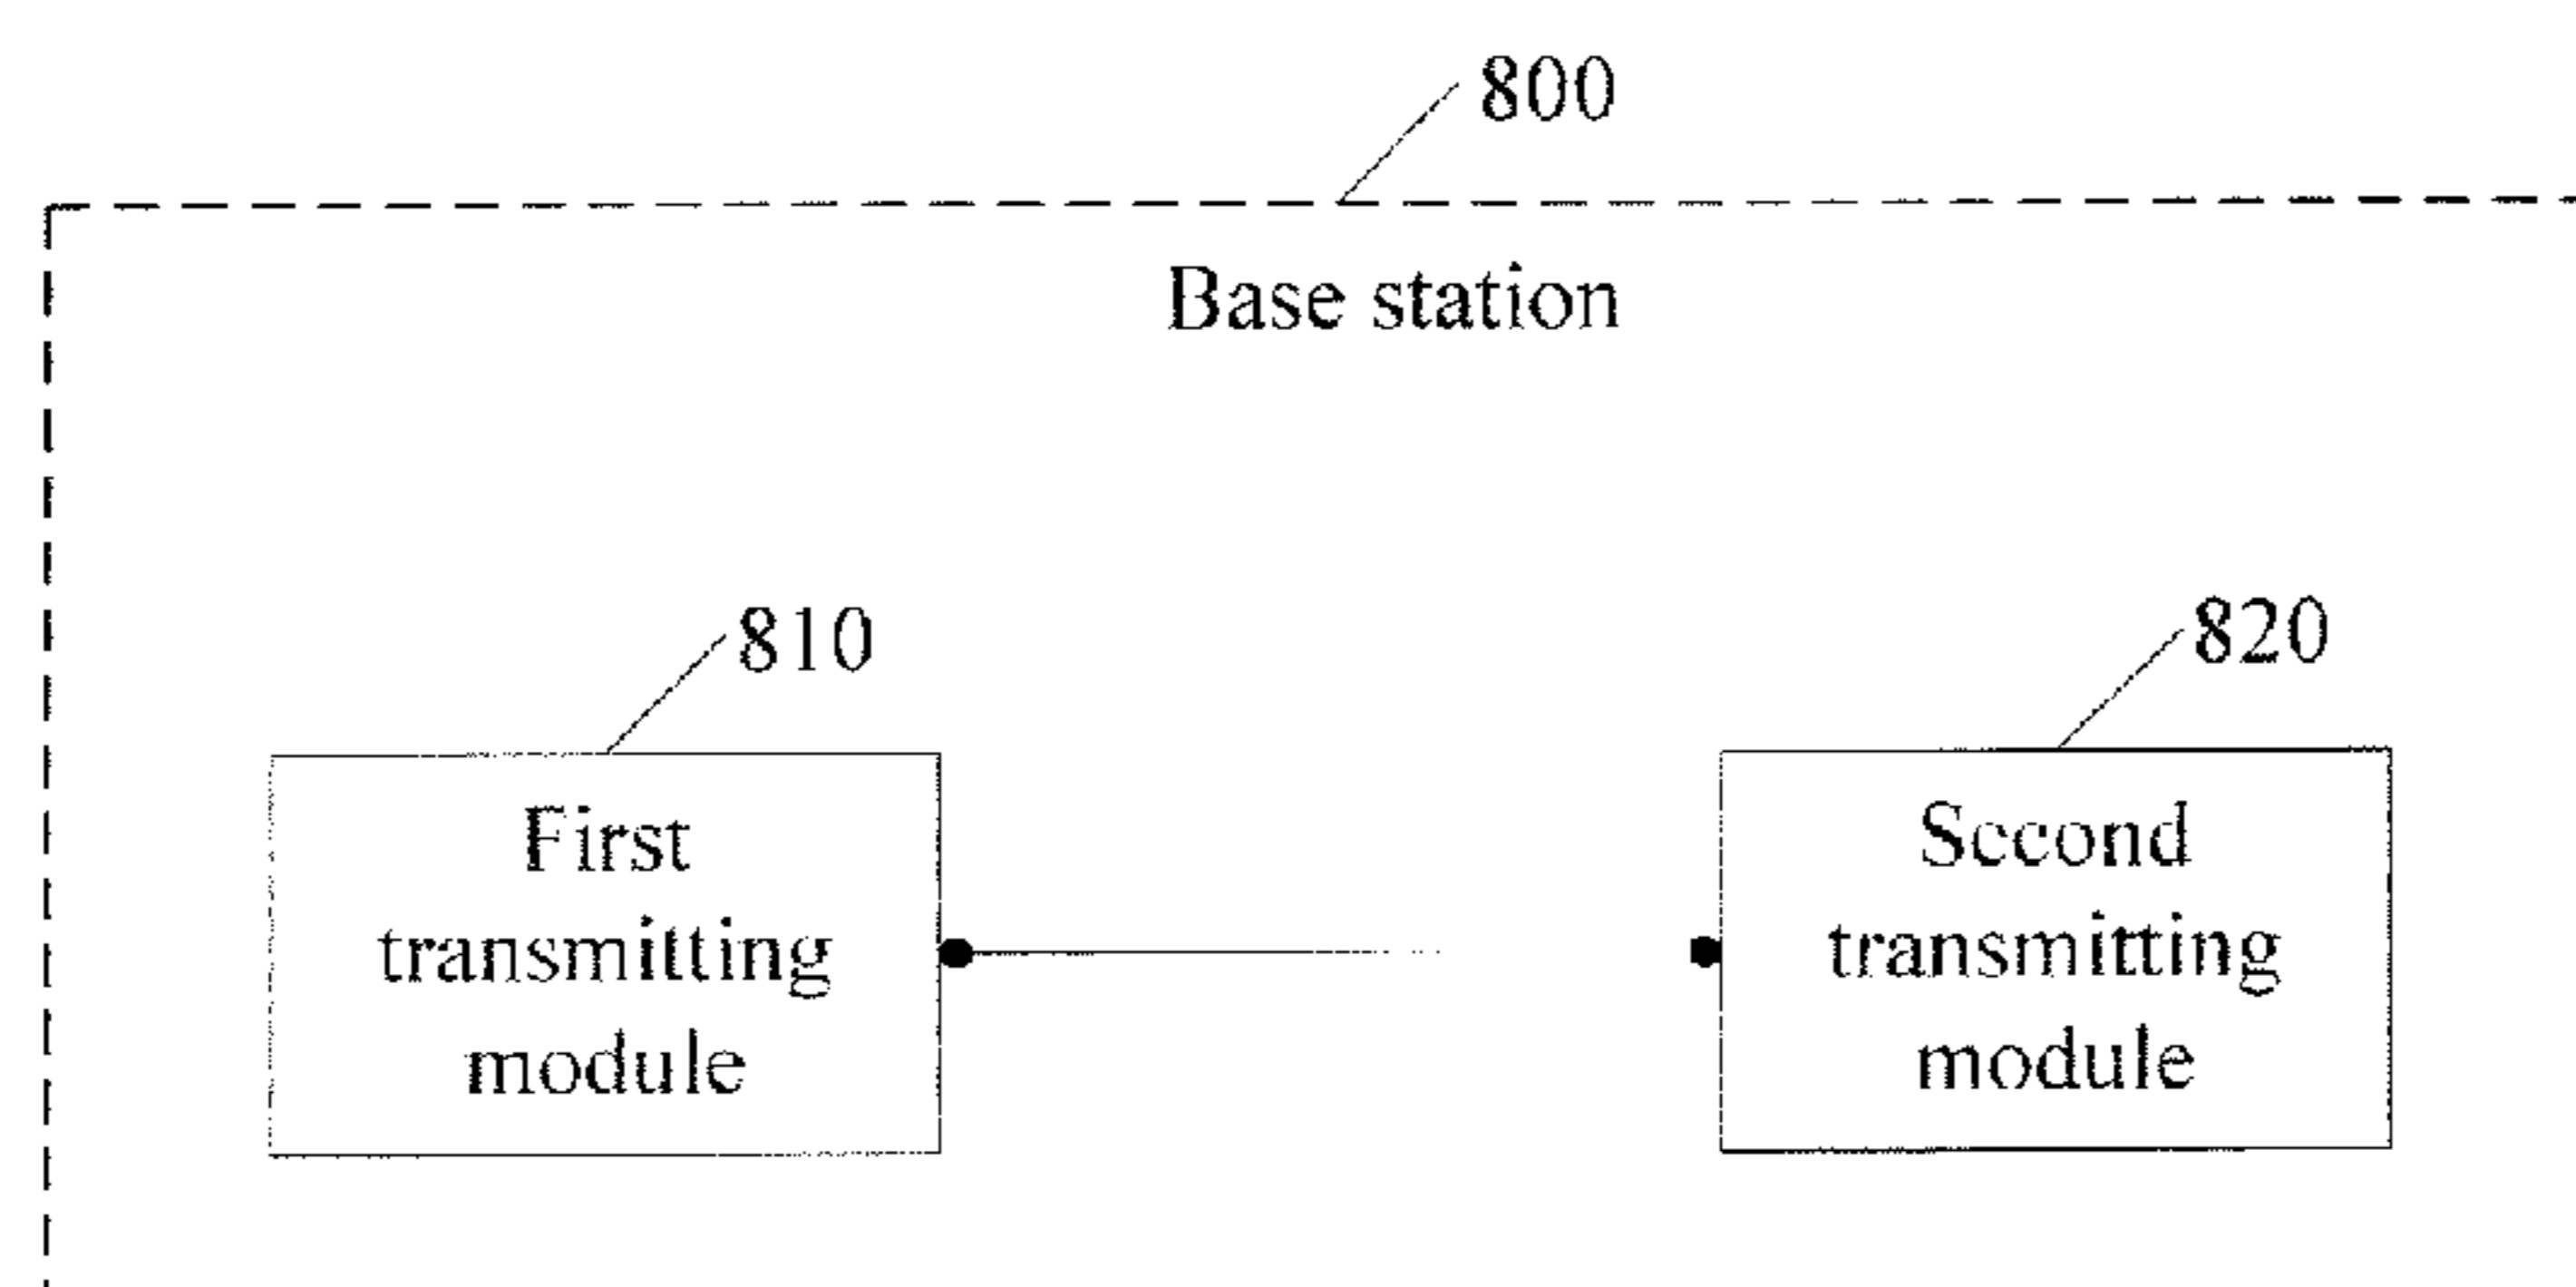 800
Base station
810
820
First
transmitting
module
Second
transmitting
module